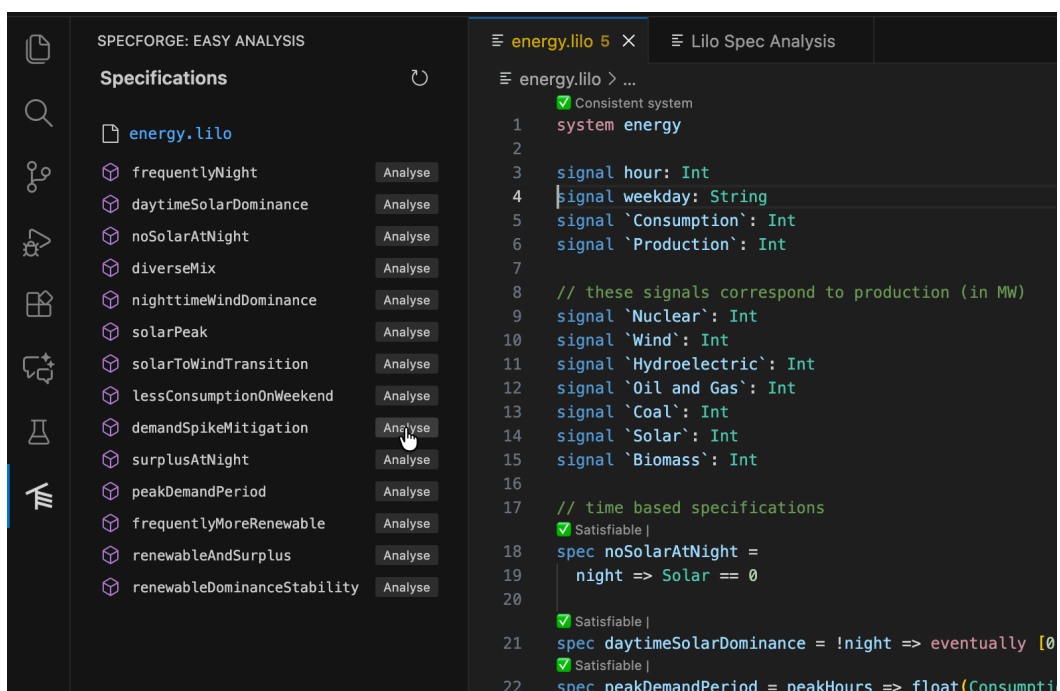 SPECFORGE: EASY ANALYSIS
Specifications
energy.lilo
frequentlyNight Analyse
daytimeSolarDominance Analyse
noSolarAtNight Analyse
diverseMix Analyse
nighttimeWindDominance Analyse
solarPeak Analyse
solarToWindTransition Analyse
lessConsumptionOnWeekend Analyse
demandSpikeMitigation Analyse
surplusAtNight Analyse
peakDemandPeriod Analyse
frequentlyMoreRenewable Analyse
renewableAndSurplus Analyse
renewableDominanceStability Analyse
energy.lilo 5 Lilo Spec Analysis
energy.lilo > ...
Consistent system
1 system energy
2
3 signal hour: Int
4 signal weekday: String
5 signal `Consumption`: Int
6 signal `Production`: Int
7
8 // these signals correspond to production (in MW)
9 signal `Nuclear`: Int
10 signal `Wind`: Int
11 signal `Hydroelectric`: Int
12 signal `Oil and Gas`: Int
13 signal `Coal`: Int
14 signal `Solar`: Int
15 signal `Biomass`: Int
16
17 // time based specifications
Satisfiable |
18 spec noSolarAtNight =
19 night => Solar == 0
20
Satisfiable |
21 spec daytimeSolarDominance = !night => eventually [0
Satisfiable |
22 spec peakDemandPeriod = peakHours => float(Consumpti